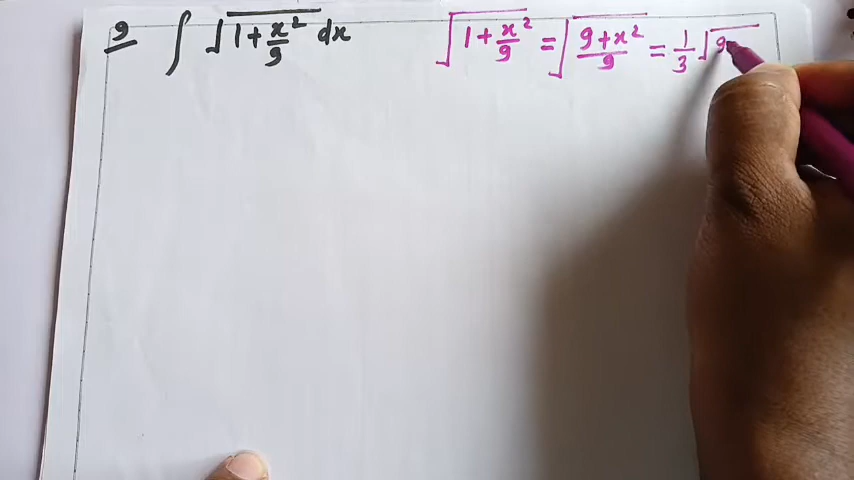 9 ∫ √(1 + x²/9) dx √(1 + x²/9) = √((9 + x²)/9) = 1/3 √9